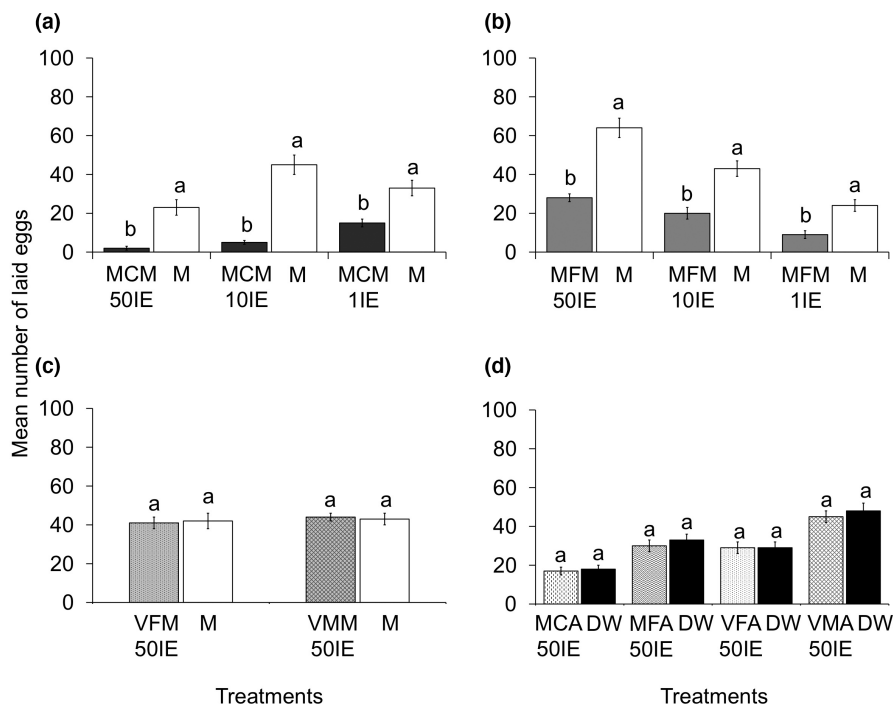 (a)
(b)
Mean number of laid eggs
100
80
60
40
20
0
b
a
b
a
b
a
MCM M MCM M MCM M
50IE 10IE 1IE
100
80
60
40
20
0
b
a
b
a
b
a
MFM M MFM M MFM M
50IE 10IE 1IE
(c)
(d)
100
80
60
40
20
0
a a a a
VFM M VMM M
50IE 50IE
Treatments
100
80
60
40
20
0
a a a a a a a a
MCA DW MFA DW VFA DW VMA DW
50IE 50IE 50IE 50IE
Treatments